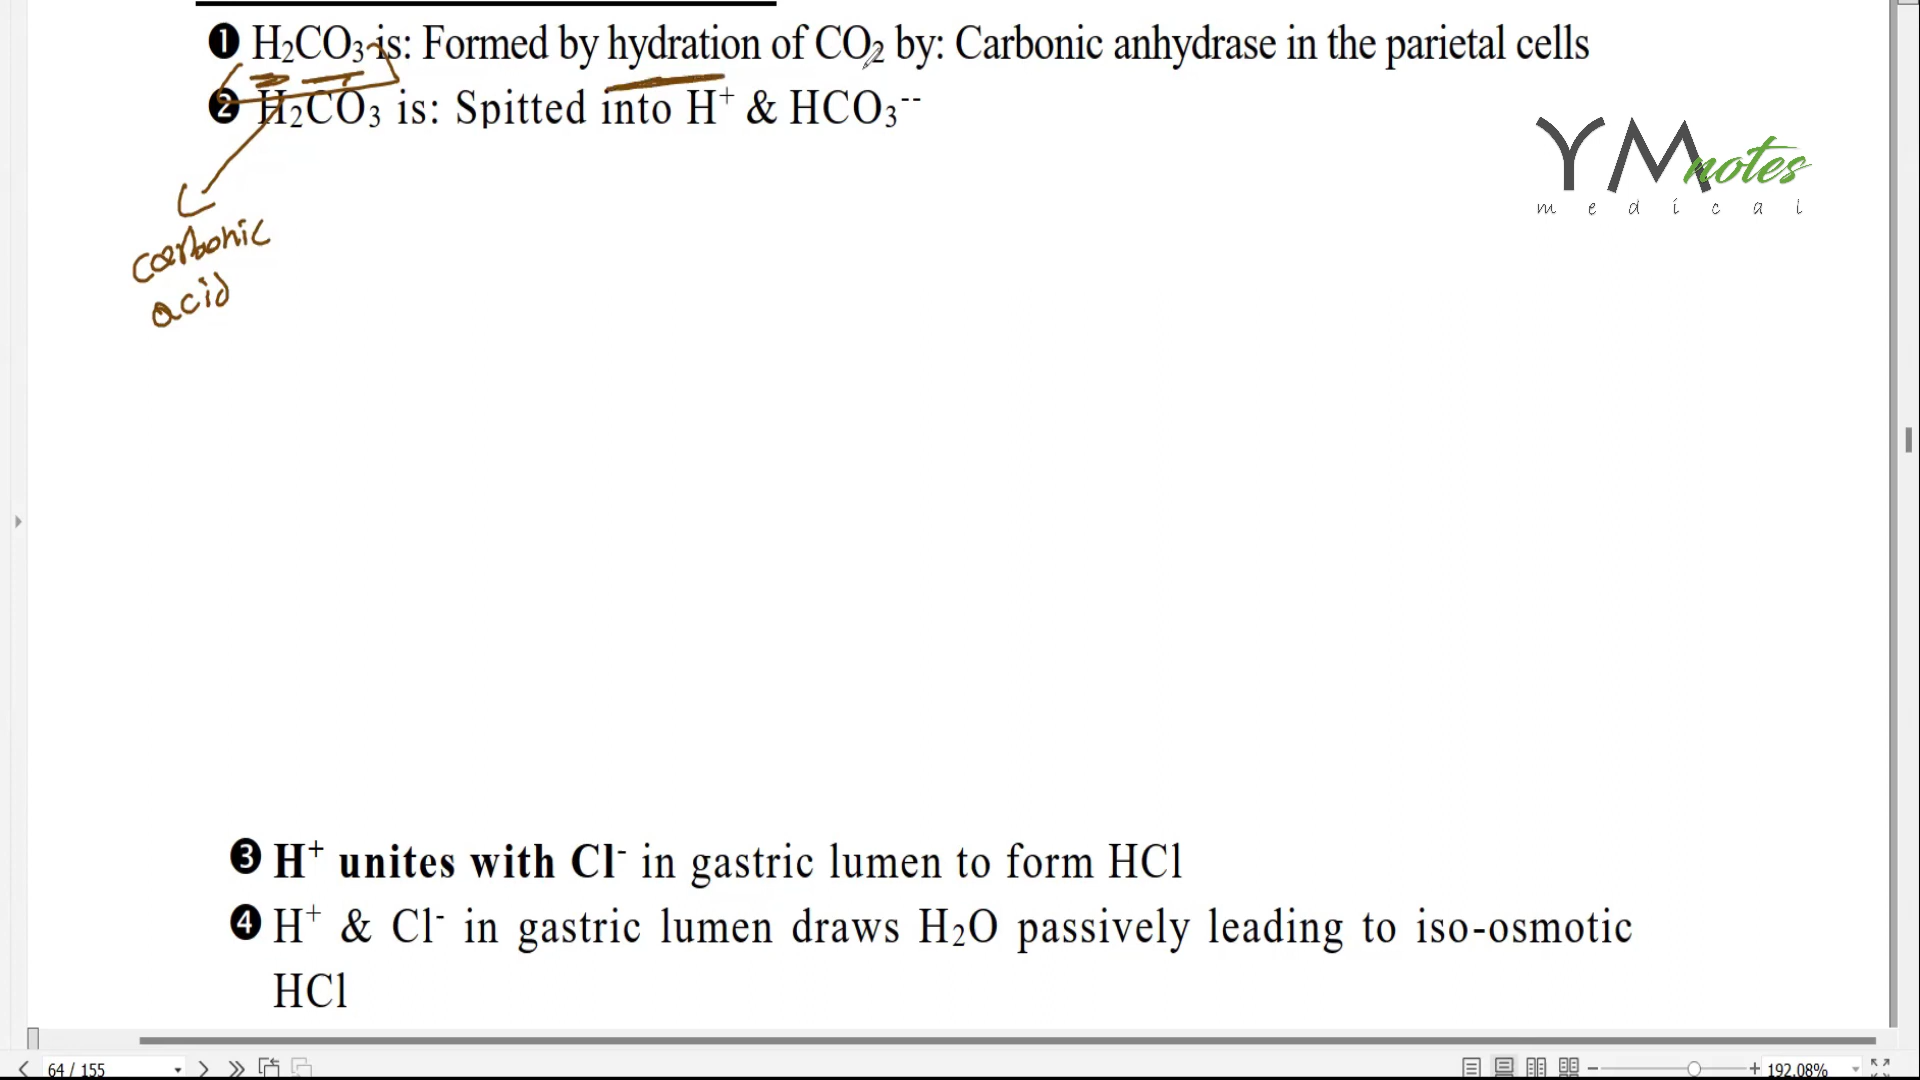 ❶ H₂CO₃ is: Formed by hydration of CO₂ by: Carbonic anhydrase in the parietal cells
❷ H₂CO₃ is: Spitted into H⁺ & HCO₃⁻⁻
YM notes
medical
carbonic
acid
❸ H⁺ unites with Cl⁻ in gastric lumen to form HCl
❹ H⁺ & Cl⁻ in gastric lumen draws H₂O passively leading to iso-osmotic
HCl
64 / 155
192.08%